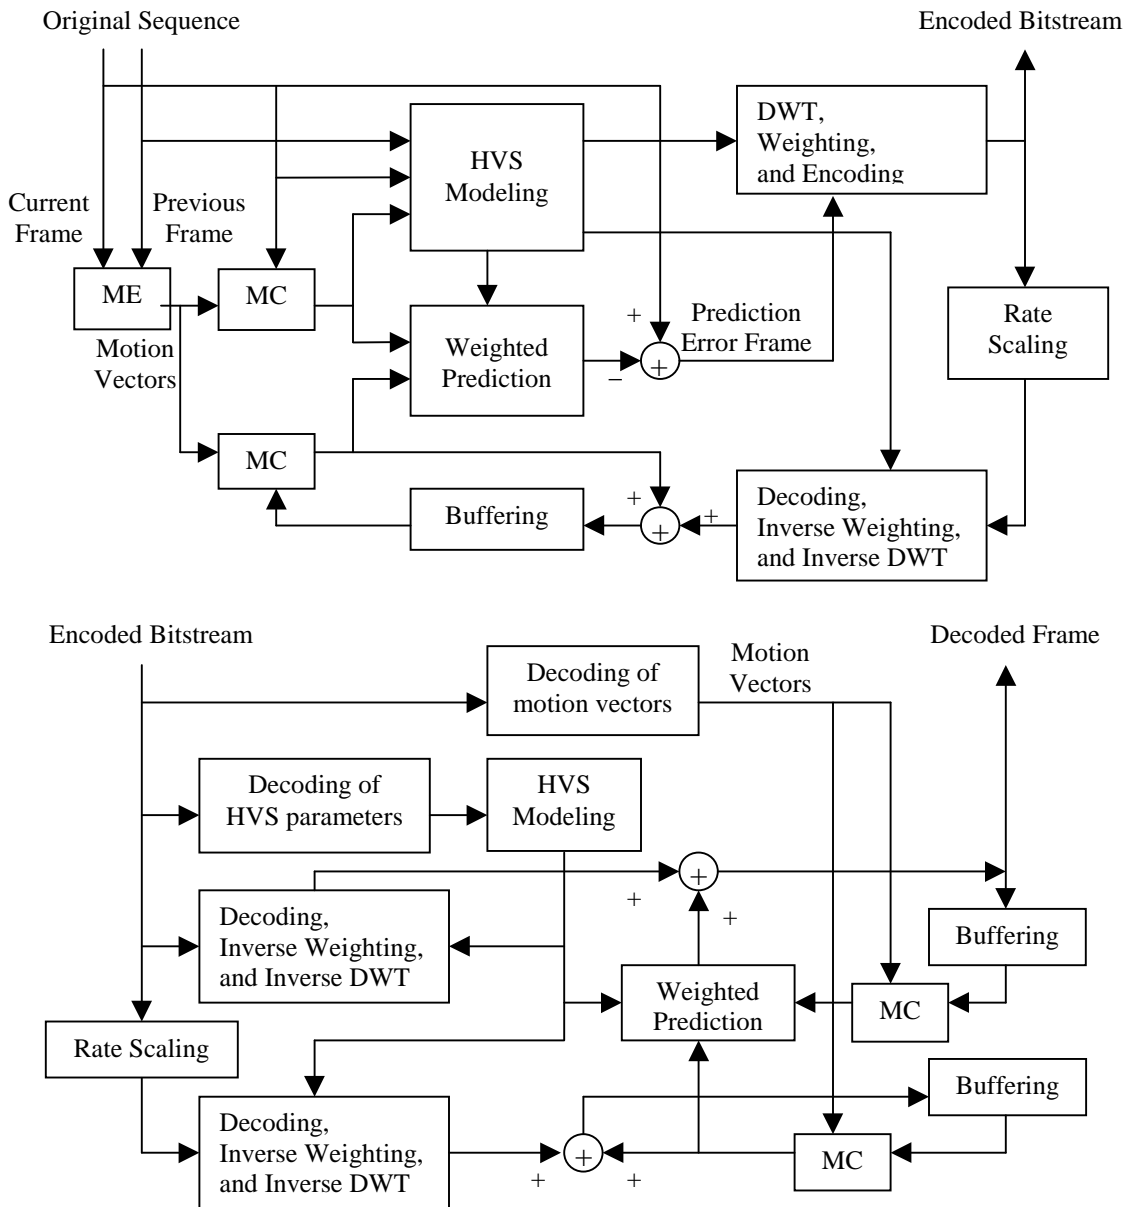 Original Sequence
Encoded Bitstream
DWT,
Weighting,
and Encoding
HVS
Modeling
Current
Frame
Previous
Frame
ME
MC
Motion
Vectors
Weighted
Prediction
+
−
+
Prediction
Error Frame
Rate
Scaling
MC
Buffering
+
+
+
Decoding,
Inverse Weighting,
and Inverse DWT
Encoded Bitstream
Decoded Frame
Decoding of
motion vectors
Motion
Vectors
Decoding of
HVS parameters
HVS
Modeling
+
+
+
Decoding,
Inverse Weighting,
and Inverse DWT
Buffering
Weighted
Prediction
MC
Rate Scaling
Buffering
Decoding,
Inverse Weighting,
and Inverse DWT
+
+
+
MC